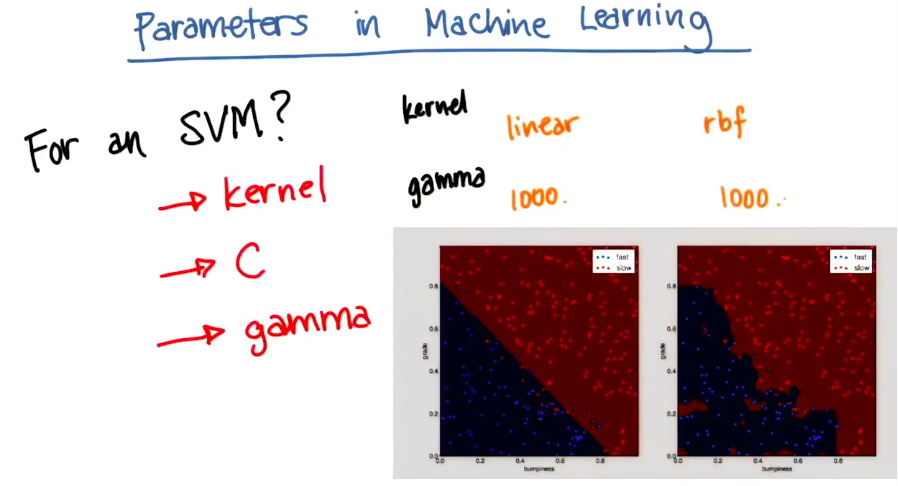 Parameters in Machine Learning
For an SVM?
→ kernel
→ C
→ gamma
kernel linear rbf
gamma 1000. 1000.
fast
slow
0.8
0.6
0.4
0.2
0.0
grade
0.0 0.2 0.4 0.6 0.8
bumpiness
fast
slow
0.8
0.6
0.4
0.2
0.0
grade
0.0 0.2 0.4 0.6 0.8
bumpiness